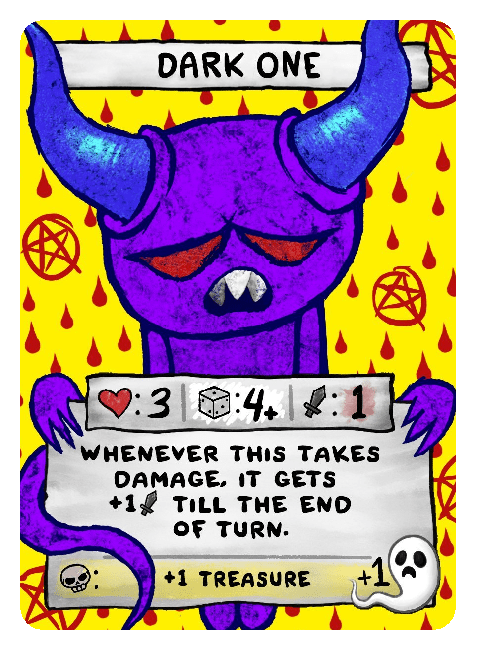 DARK ONE
:3 :4+ :1
WHENEVER THIS TAKES
DAMAGE, IT GETS
+1 TILL THE END
OF TURN.
: +1 TREASURE +1